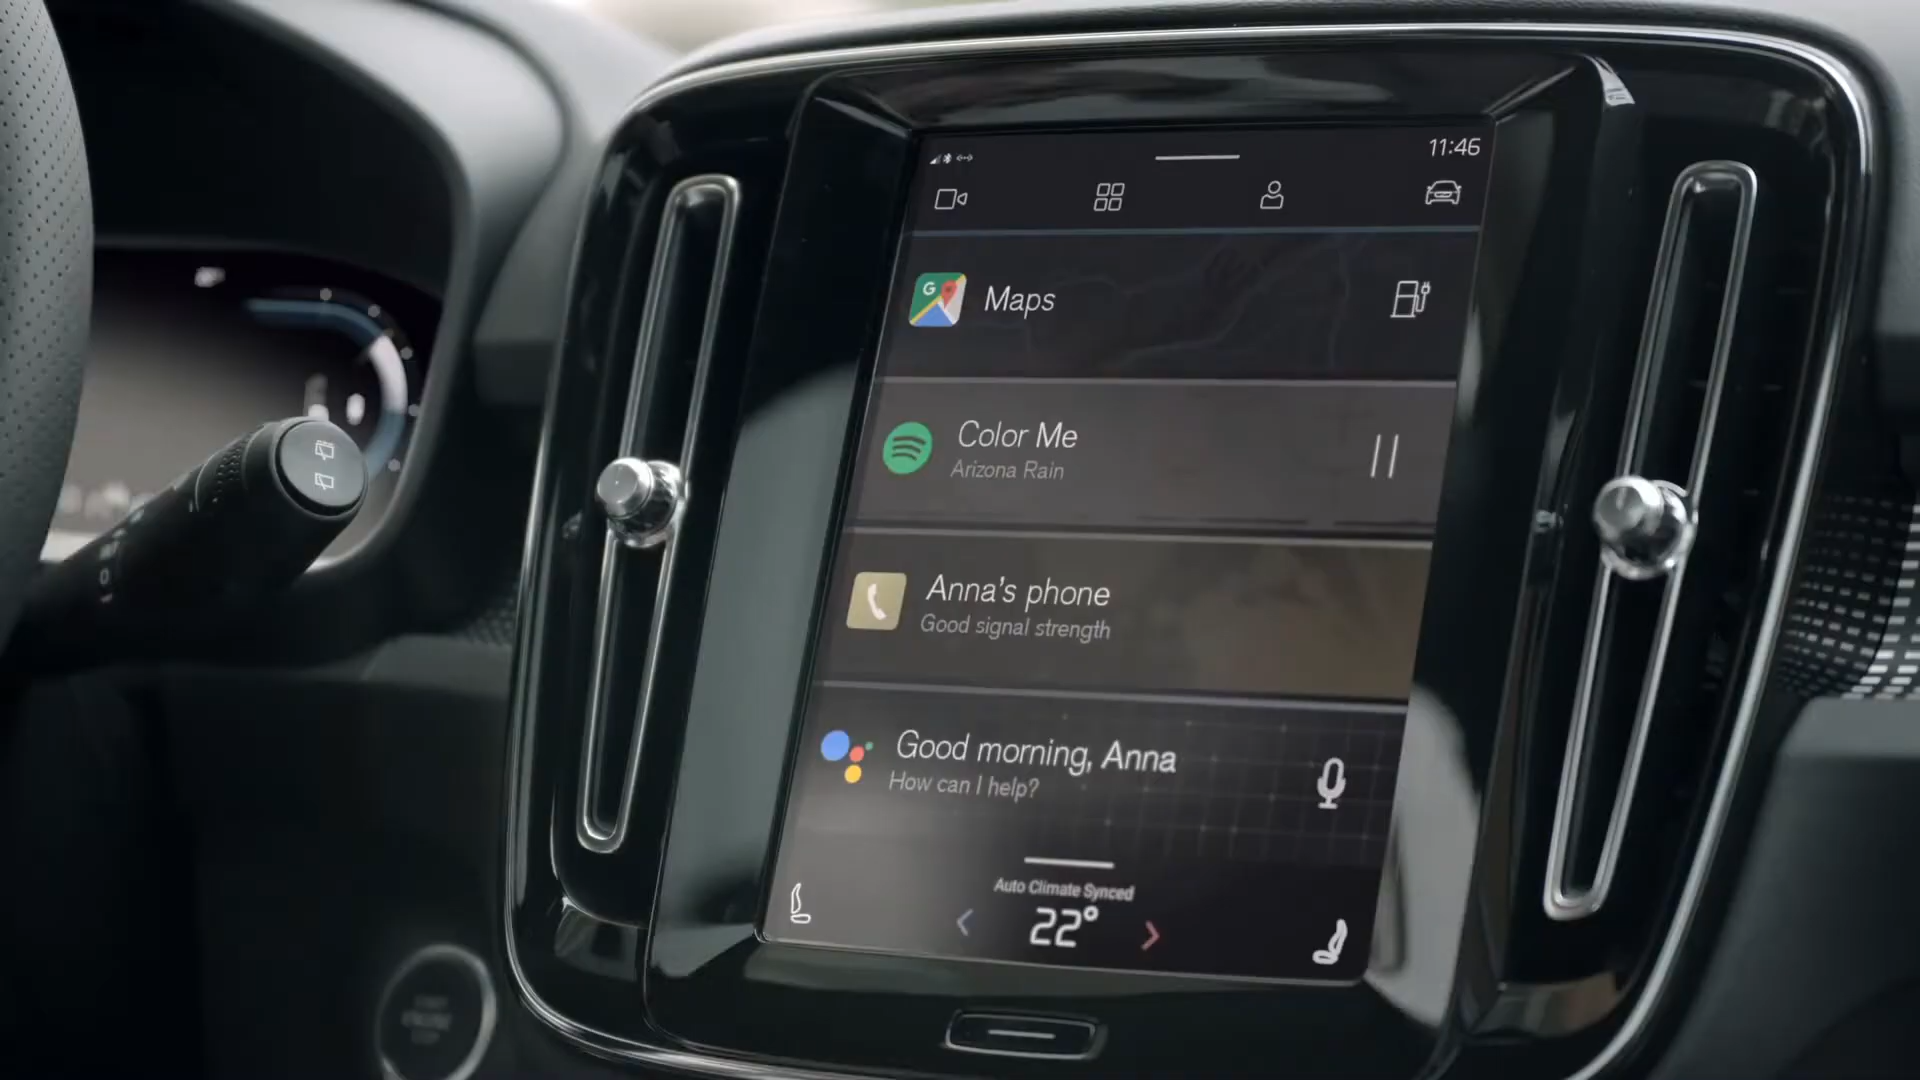 11:46
G
Maps
Color Me
Arizona Rain
Anna's phone
Good signal strength
Good morning, Anna
How can I help?
Auto Climate Synced
22°